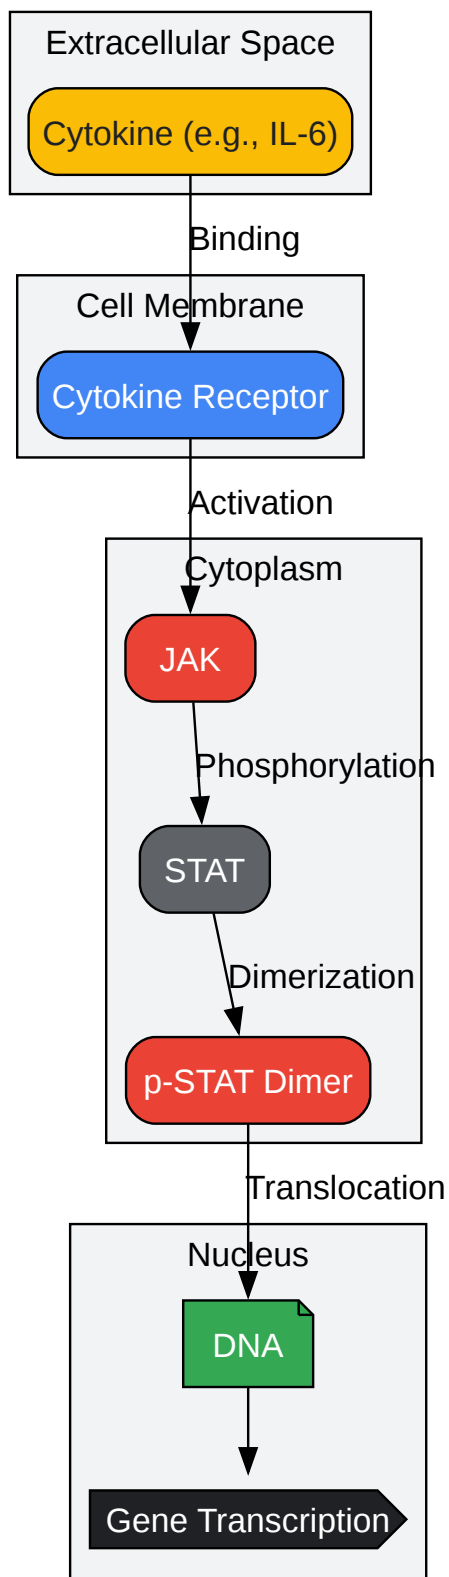 Extracellular Space
Cytokine (e.g., IL-6)
Binding
Cell Membrane
Cytokine Receptor
Activation
Cytoplasm
JAK
Phosphorylation
STAT
Dimerization
p-STAT Dimer
Translocation
Nucleus
DNA
Gene Transcription